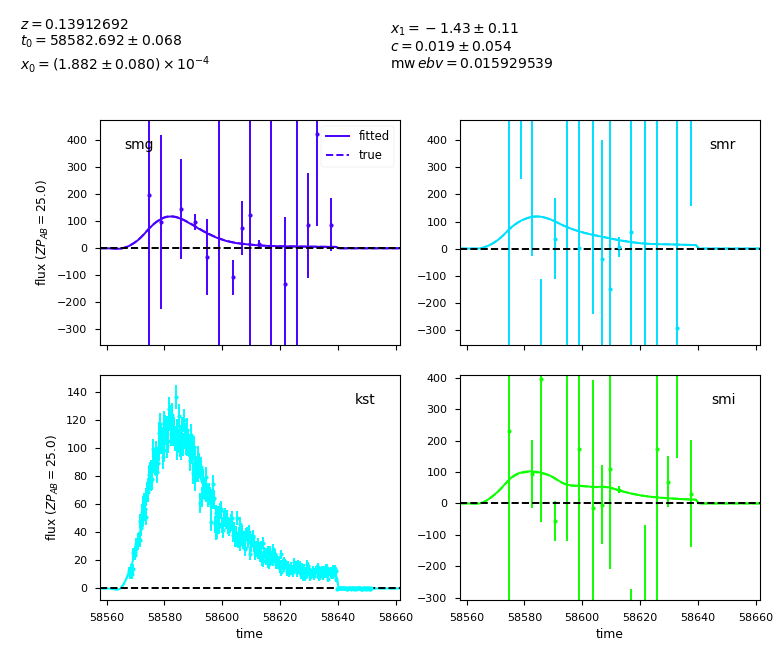 z = 0.13912692
t₀ = 58582.692 ± 0.068
x₀ = (1.882 ± 0.080) × 10⁻⁴
x₁ = −1.43 ± 0.11
c = 0.019 ± 0.054
mw ebv = 0.015929539
smg
fitted
true
400
300
200
100
0
−100
−200
−300
flux (ZP_AB = 25.0)
smr
400
300
200
100
0
−100
−200
−300
kst
140
120
100
80
60
40
20
0
flux (ZP_AB = 25.0)
58560 58580 58600 58620 58640 58660
time
smi
400
300
200
100
0
−100
−200
−300
58560 58580 58600 58620 58640 58660
time